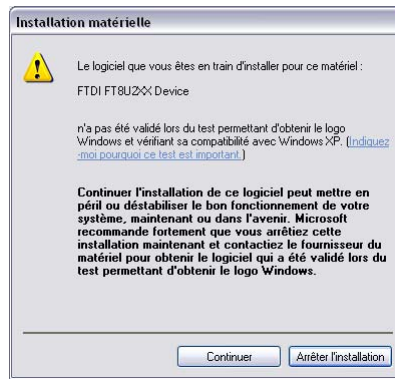 Installation matérielle
Le logiciel que vous êtes en train d'installer pour ce matériel :
FTDI FT8U2XX Device
n'a pas été validé lors du test permettant d'obtenir le logo
Windows et vérifiant sa compatibilité avec Windows XP. (Indiquez
-moi pourquoi ce test est important.)
Continuer l'installation de ce logiciel peut mettre en
péril ou déstabiliser le bon fonctionnement de votre
système, maintenant ou dans l'avenir. Microsoft
recommande fortement que vous arrêtiez cette
installation maintenant et contactiez le fournisseur du
matériel pour obtenir le logiciel qui a été validé lors du
test permettant d'obtenir le logo Windows.
Continuer
Arrêter l'installation